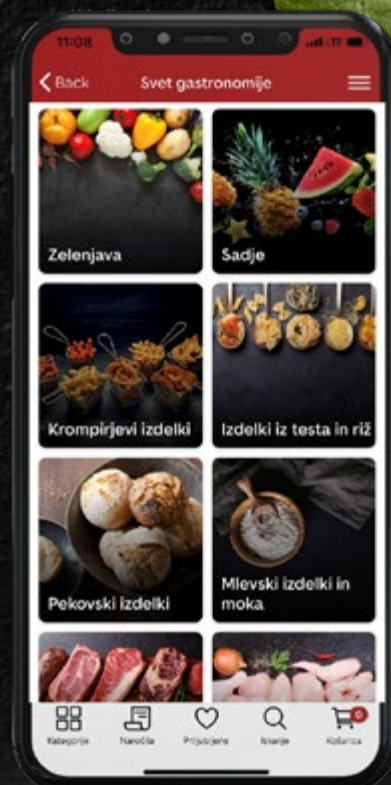 11:08
Back
Svet gastronomije
Zelenjava
Sadje
Krompirjevi izdelki
Izdelki iz testa in riž
Pekovski izdelki
Mlevski izdelki in
moka
Kategorije
Naročila
Priljubljene
Iskanje
Košarica